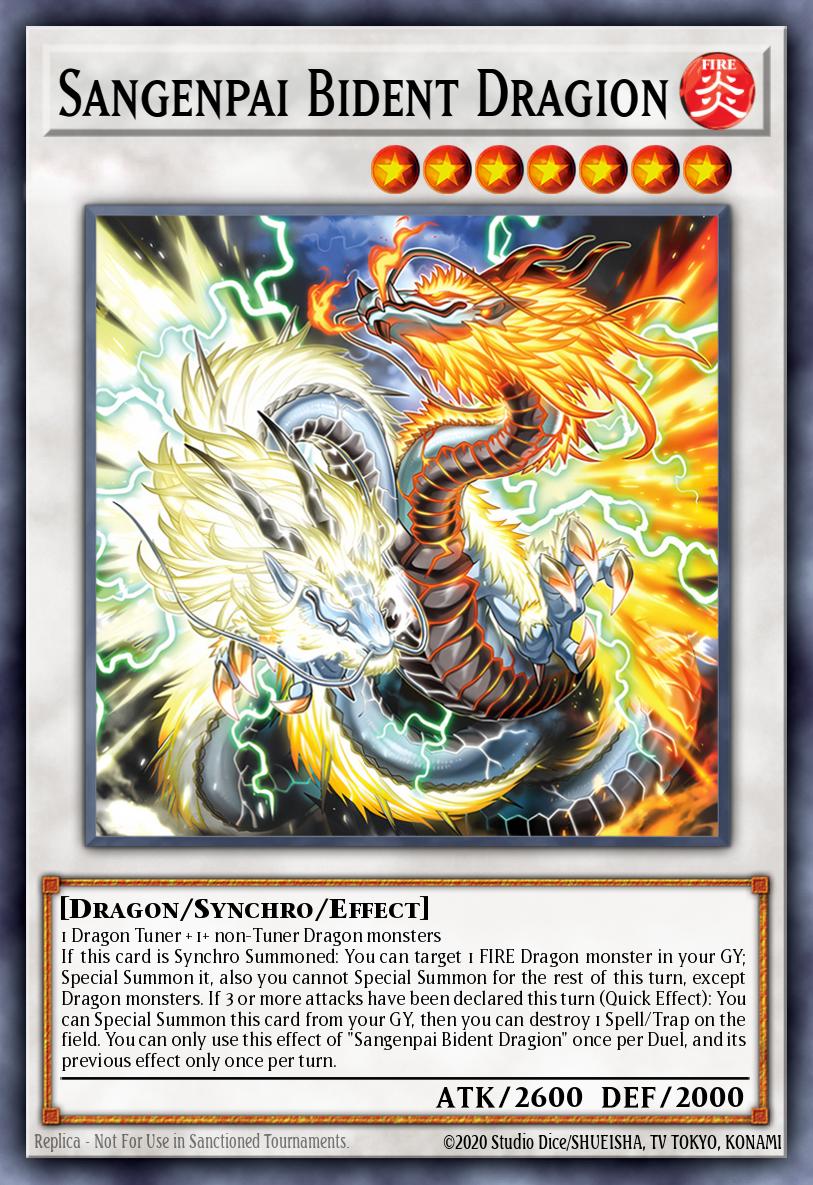 Sangenpai Bident Dragion
FIRE
炎
[Dragon/Synchro/Effect]
1 Dragon Tuner + 1+ non-Tuner Dragon monsters
If this card is Synchro Summoned: You can target 1 FIRE Dragon monster in your GY;
Special Summon it, also you cannot Special Summon for the rest of this turn, except
Dragon monsters. If 3 or more attacks have been declared this turn (Quick Effect): You
can Special Summon this card from your GY, then you can destroy 1 Spell/Trap on the
field. You can only use this effect of "Sangenpai Bident Dragion" once per Duel, and its
previous effect only once per turn.
ATK/2600 DEF/2000
Replica - Not For Use in Sanctioned Tournaments.
©2020 Studio Dice/SHUEISHA, TV TOKYO, KONAMI